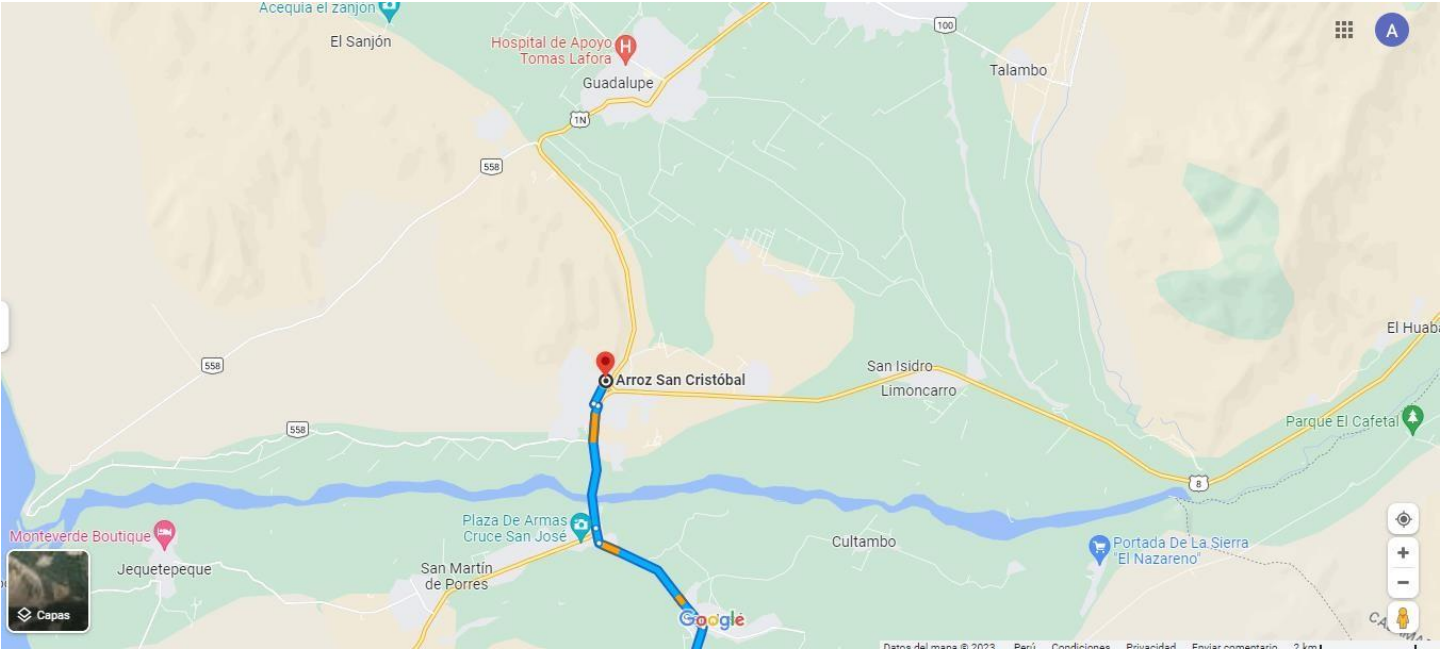 Acequia el zanjón
El Sanjón
Hospital de Apoyo
Tomas Lafora
Guadalupe
100
A
Talambo
1N
558
558
El Huaba
Arroz San Cristóbal
San Isidro
Limoncarro
Parque El Cafetal
558
8
Plaza De Armas
Cruce San José
Monteverde Boutique
Jequetepeque
San Martín
de Porres
Cultambo
Portada De La Sierra
"El Nazareno"
Capas
Google
Datos del mapa © 2023 Perú Condiciones Privacidad Enviar comentario 2 km